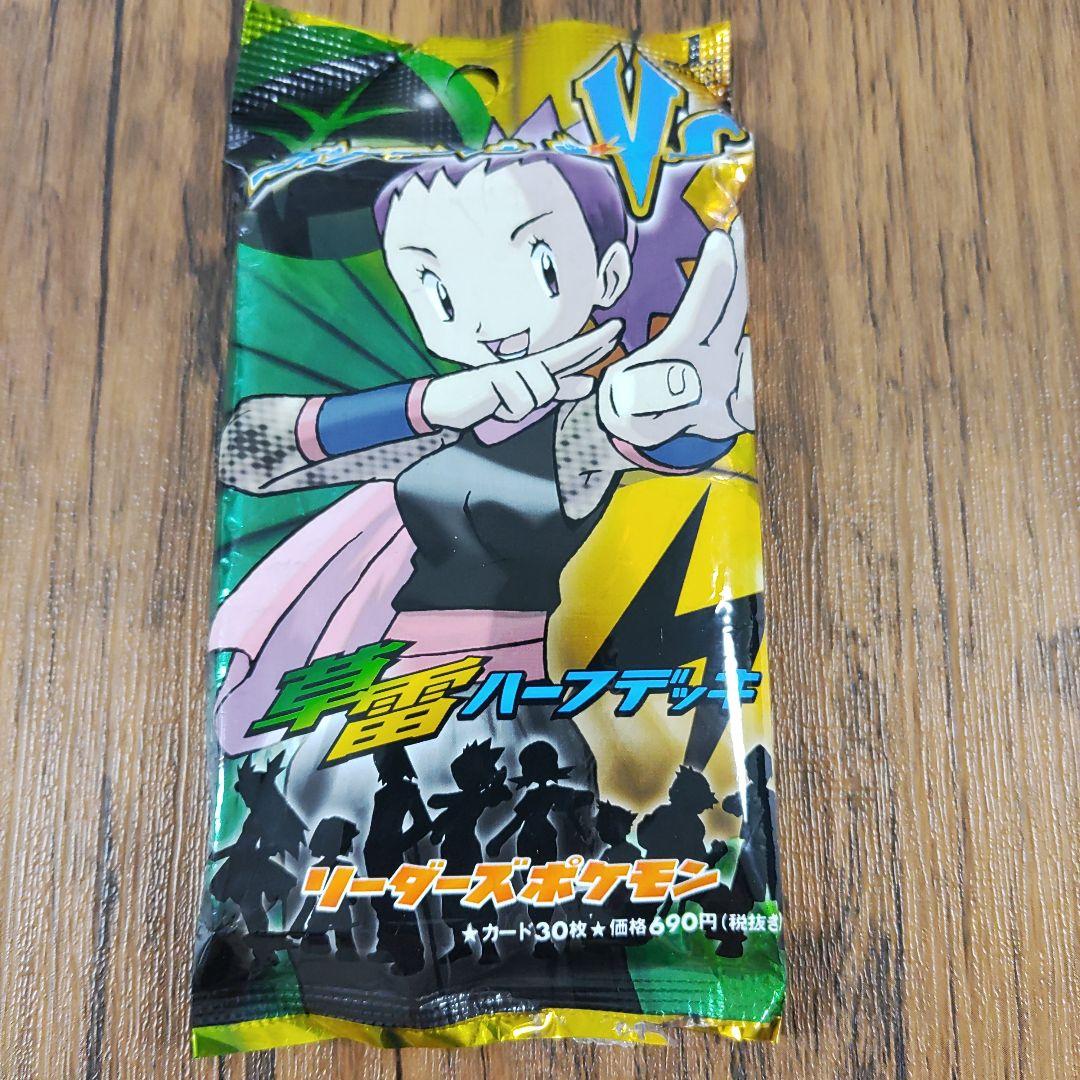 VS
草雷ハーフデッキ
リーダーズポケモン
★カード30枚★価格690円(税抜き